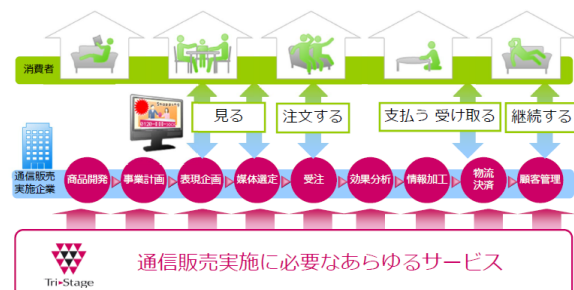 消費者
見る
注文する
支払う 受け取る
継続する
通信販売
実施企業
商品開発
事業計画
表現企画
媒体選定
受注
効果分析
情報加工
物流
決済
顧客管理
Tri-Stage
通信販売実施に必要なあらゆるサービス